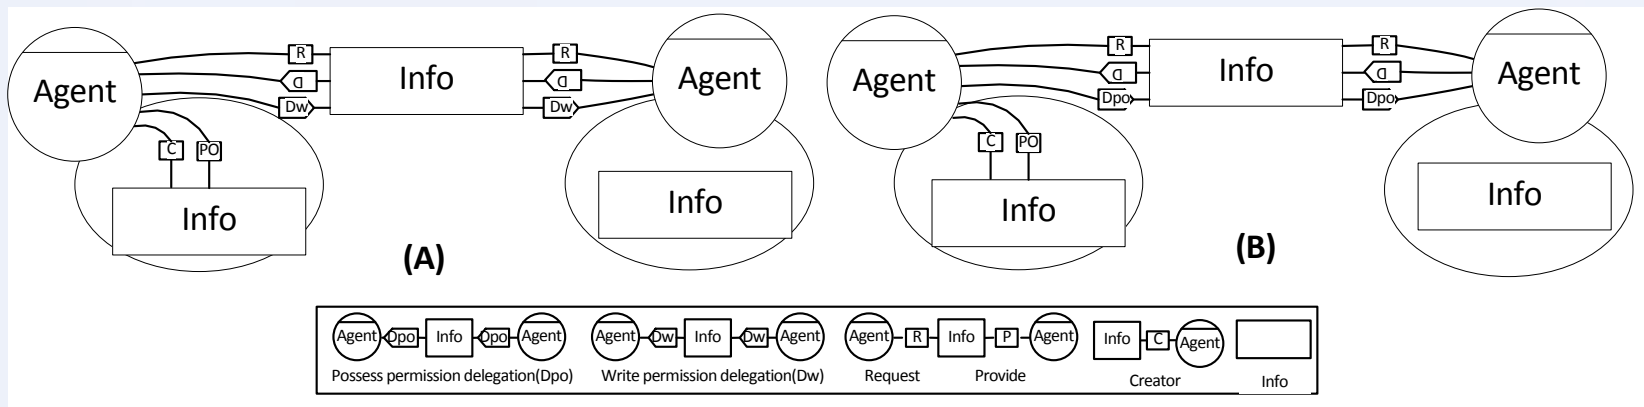 R
R
Agent
Info
Agent
D
D
Dw
Dw
C
PO
Info
Info
(A)
R
R
Agent
Info
Agent
D
D
Dpo
Dpo
C
PO
Info
Info
(B)
Agent Dpo Info Dpo Agent
Possess permission delegation(Dpo)
Agent Dw Info Dw Agent
Write permission delegation(Dw)
Agent R Info P Agent
Request Provide
Info C Agent
Creator
Info